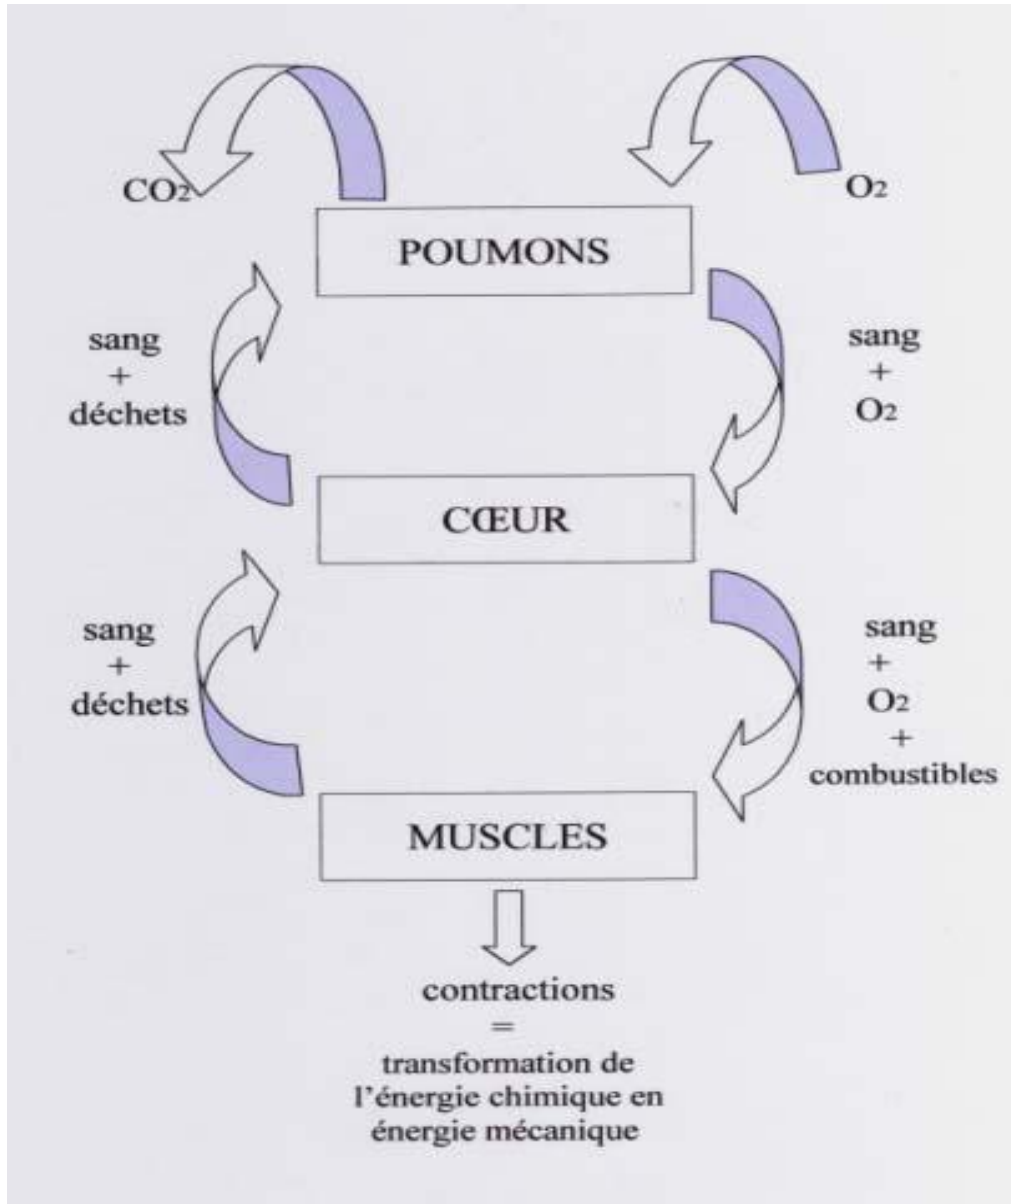 CO2
O2
POUMONS
sang
+
déchets
sang
+
O2
CŒUR
sang
+
déchets
sang
+
O2
+
combustibles
MUSCLES
contractions
=
transformation de
l'énergie chimique en
énergie mécanique